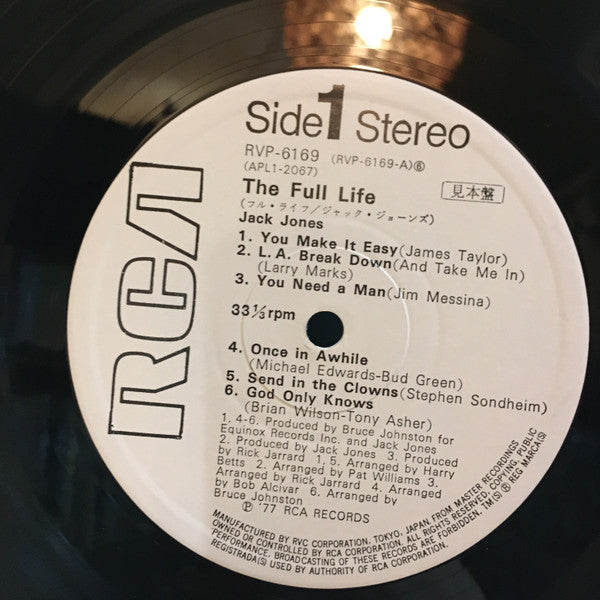 RCA
Side 1 Stereo
RVP-6169 (RVP-6169-A)⑥
(APL1-2067)
The Full Life
見本盤
(フル・ライフ/ジャック・ジョーンズ)
Jack Jones
1. You Make It Easy(James Taylor)
2. L.A. Break Down(And Take Me In)
(Larry Marks)
3. You Need a Man(Jim Messina)
33⅓rpm
4. Once in Awhile
(Michael Edwards-Bud Green)
5. Send in the Clowns(Stephen Sondheim)
6. God Only Knows
(Brian Wilson-Tony Asher)
1. 4-6. Produced by Bruce Johnston for
Equinox Records Inc. and Jack Jones
2. Produced by Jack Jones 3. Produced
by Rick Jarrard 1, 5. Arranged by Harry
Betts 2. Arranged by Pat Williams 3.
Arranged by Rick Jarrard 4. Arranged
by Bob Alcivar 6. Arranged by
Bruce Johnston
Ⓟ '77 RCA RECORDS
MANUFACTURED BY RVC CORPORATION, TOKYO, JAPAN. FROM MASTER RECORDINGS
OWNED OR CONTROLLED BY RCA CORPORATION. ALL RIGHTS RESERVED. COPYING, PUBLIC
'PERFORMANCE, BROADCASTING OF THESE RECORDS ARE FORBIDDEN. TM(S) ® REG MARCA(S)
REGISTRADA(S) USED BY AUTHORITY OF RCA CORPORATION.